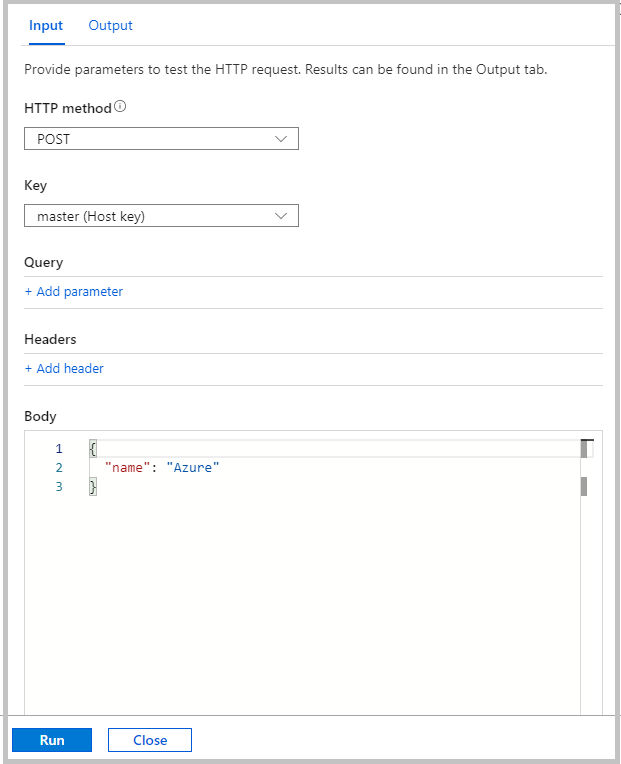 Input Output
Provide parameters to test the HTTP request. Results can be found in the Output tab.
HTTP method
POST
Key
master (Host key)
Query
+ Add parameter
Headers
+ Add header
Body
1 {
2 "name": "Azure"
3 }
Run Close